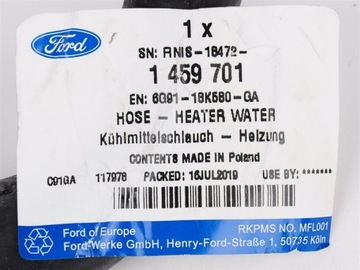 Ford
1 x
SN: RNIS-18472-
1 459 701
EN: 6G91-18K580-GA
HOSE - HEATER WATER
Kühlmittelschlauch - Heizung
CONTENTS MADE IN Poland
C91GA 117978 PACKED: 16JUL2019 USE BY: *******
Ford of Europe RKPMS NO. MFL001
Ford-Werke GmbH, Henry-Ford-Straße 1, 50735 Köln